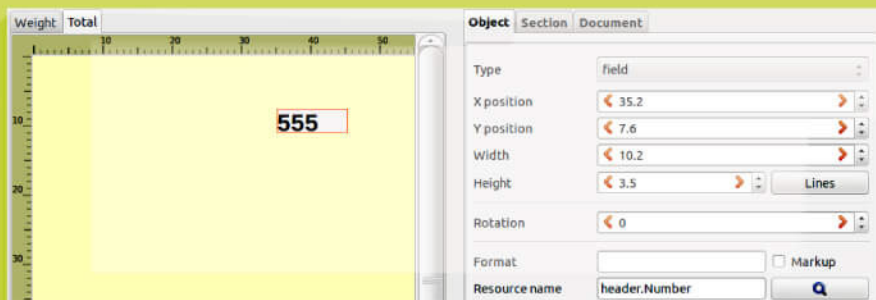 Weight Total
10 20 30 40 50
10
20
30
555
Object Section Document
Type field
X position 35.2
Y position 7.6
Width 10.2
Height 3.5 Lines
Rotation 0
Format Markup
Resource name header.Number